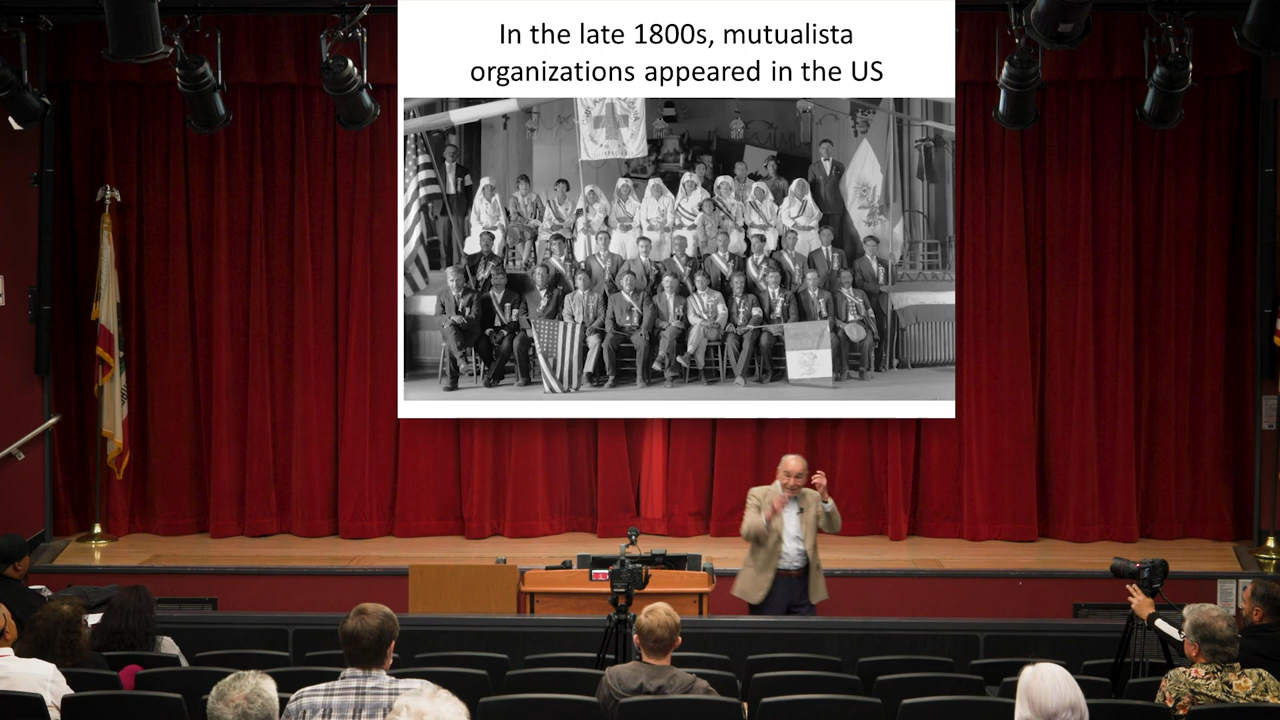 In the late 1800s, mutualista
organizations appeared in the US